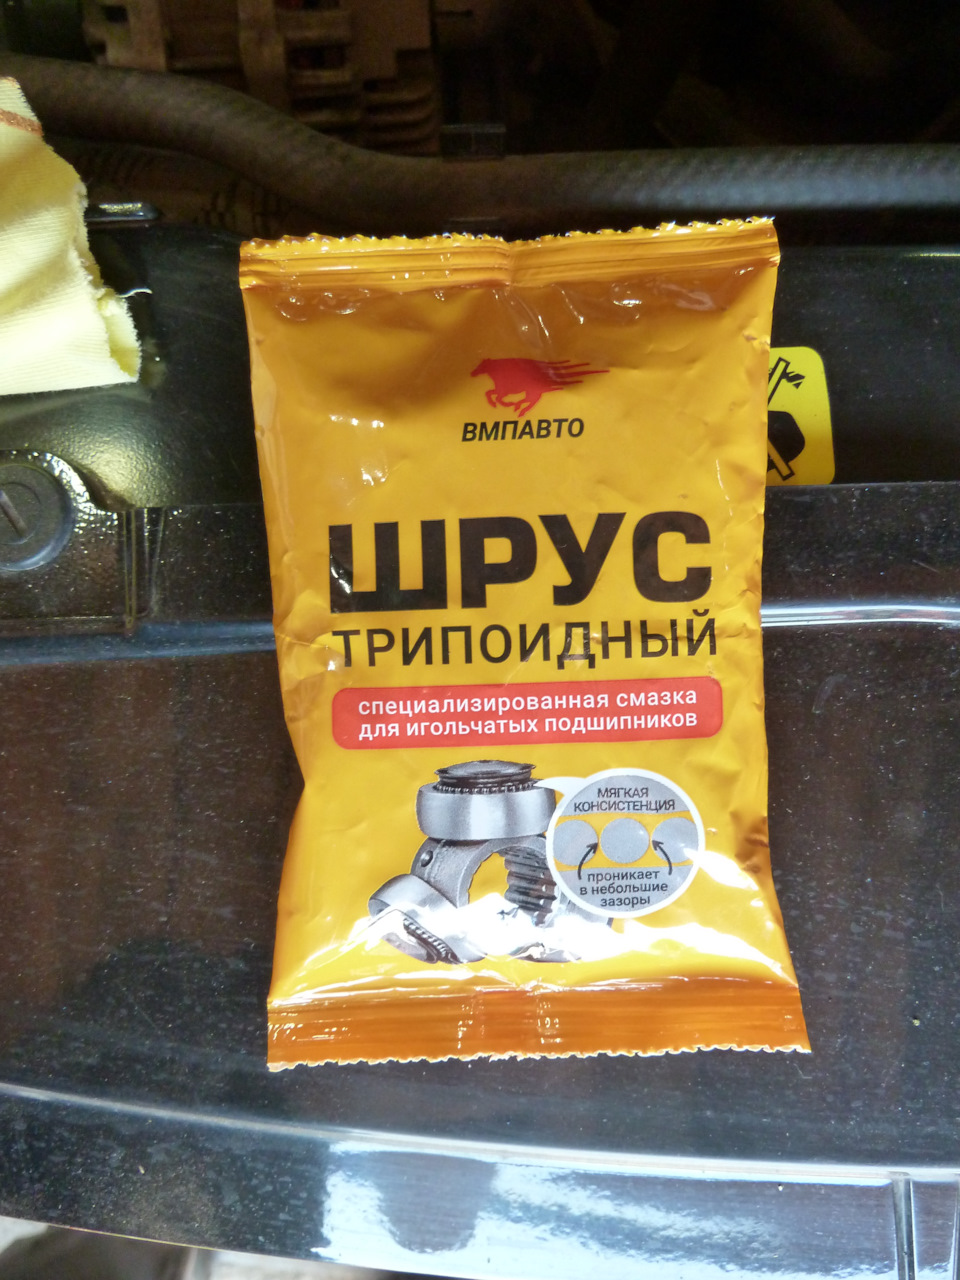 ВМПАВТО
ШРУС
ТРИПОИДНЫЙ
специализированная смазка
для игольчатых подшипников
МЯГКАЯ
КОНСИСТЕНЦИЯ
проникает
в небольшие
зазоры